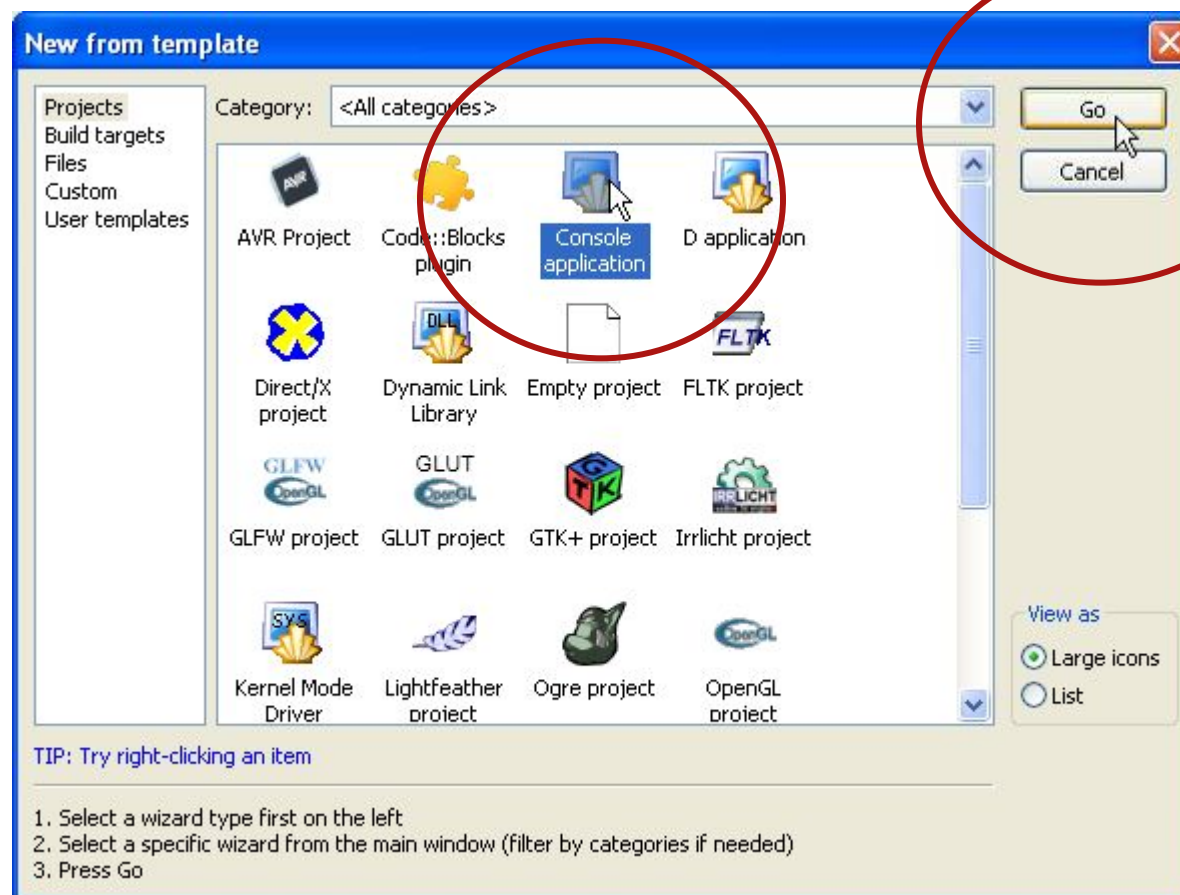 New from template
Projects
Build targets
Files
Custom
User templates
Category: <All categories>
Go
Cancel
AVR
AVR Project
Code::Blocks
plugin
Console
application
D application
DLL
FLTK
Direct/X
project
Dynamic Link
Library
Empty project
FLTK project
GLFW
OpenGL
GLUT
OpenGL
GTK
IRRLICHT
GLFW project
GLUT project
GTK+ project
Irrlicht project
SYS
OpenGL
Kernel Mode
Driver
Lightfeather
project
Ogre project
OpenGL
project
View as
Large icons
List
TIP: Try right-clicking an item
1. Select a wizard type first on the left
2. Select a specific wizard from the main window (filter by categories if needed)
3. Press Go